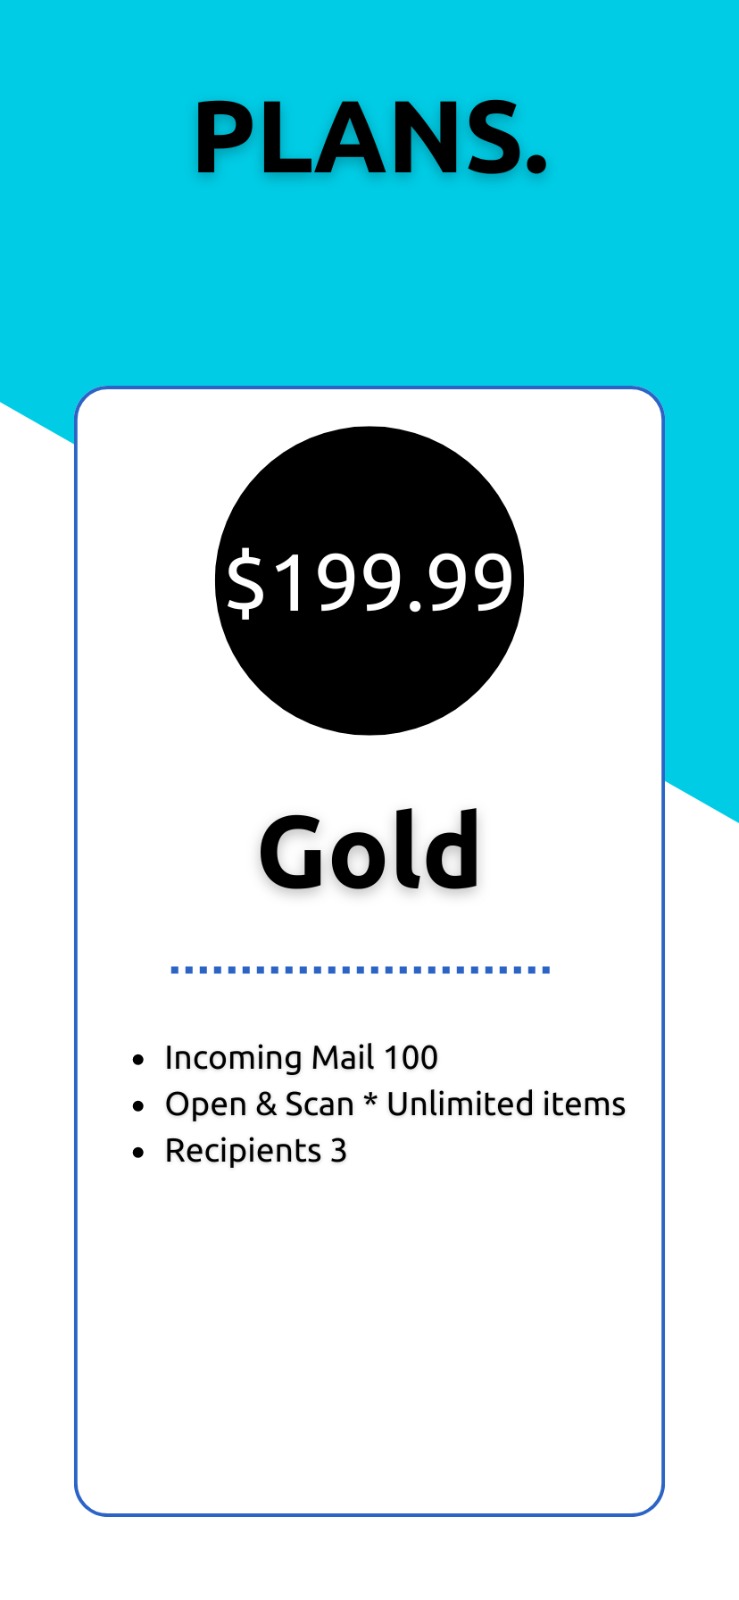 PLANS.
$199.99
Gold
• Incoming Mail 100
• Open & Scan * Unlimited items
• Recipients 3